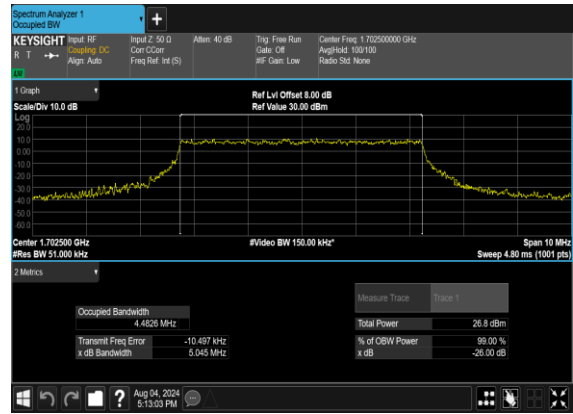 Spectrum Analyzer 1
Occupied BW
+
KEYSIGHT Input: RF Input Z: 50 Ω Atten: 40 dB Trig: Free Run Center Freq: 1.702500000 GHz
R T Coupling: DC Corr CCorr Gate: Off Avg|Hold: 100/100
Align: Auto Freq Ref: Int (S) #IF Gain: Low Radio Std: None
LXI
1 Graph
Ref Lvl Offset 8.00 dB
Scale/Div 10.0 dB Ref Value 30.00 dBm
Log
20.0
10.0
0.00
-10.0
-20.0
-30.0
-40.0
-50.0
-60.0
Center 1.702500 GHz #Video BW 150.00 kHz* Span 10 MHz
#Res BW 51.000 kHz Sweep 4.80 ms (1001 pts)
2 Metrics
Measure Trace Trace 1
Occupied Bandwidth
4.4826 MHz Total Power 26.8 dBm
Transmit Freq Error -10.497 kHz % of OBW Power 99.00 %
x dB Bandwidth 5.045 MHz x dB -26.00 dB
?
Aug 04, 2024
5:13:03 PM